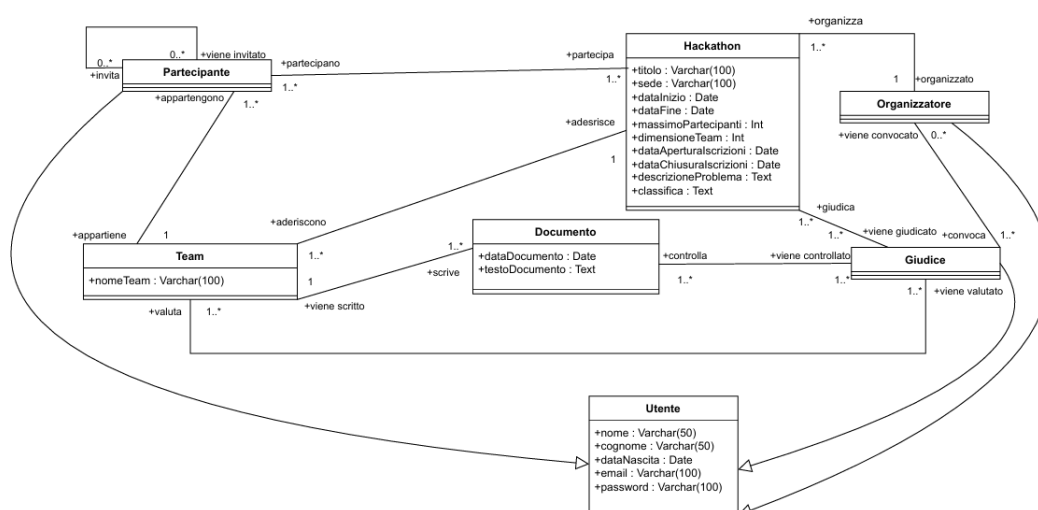 +organizza
0..*
+viene invitato
0..*
+invita
Partecipante
+partecipano
1..*
+appartengono
1..*
+partecipa
1..*
Hackathon
+titolo : Varchar(100)
+sede : Varchar(100)
+dataInizio : Date
+dataFine : Date
+massimoPartecipanti : Int
+dimensioneTeam : Int
+dataAperturaIscrizioni : Date
+dataChiusuraIscrizioni : Date
+descrizioneProblema : Text
+classifica : Text
1..*
1
+organizzato
Organizzatore
+viene convocato
0..*
+adesrisce
1
+giudica
1..*
1..*
+viene giudicato
+convoca
1..*
+appartiene
1
+aderiscono
1..*
Team
+nomeTeam : Varchar(100)
1
+viene scritto
1..*
+scrive
Documento
+dataDocumento : Date
+testoDocumento : Text
+controlla
1..*
+viene controllato
1..*
Giudice
1..*
+viene valutato
+valuta
1..*
Utente
+nome : Varchar(50)
+cognome : Varchar(50)
+dataNascita : Date
+email : Varchar(100)
+password : Varchar(100)